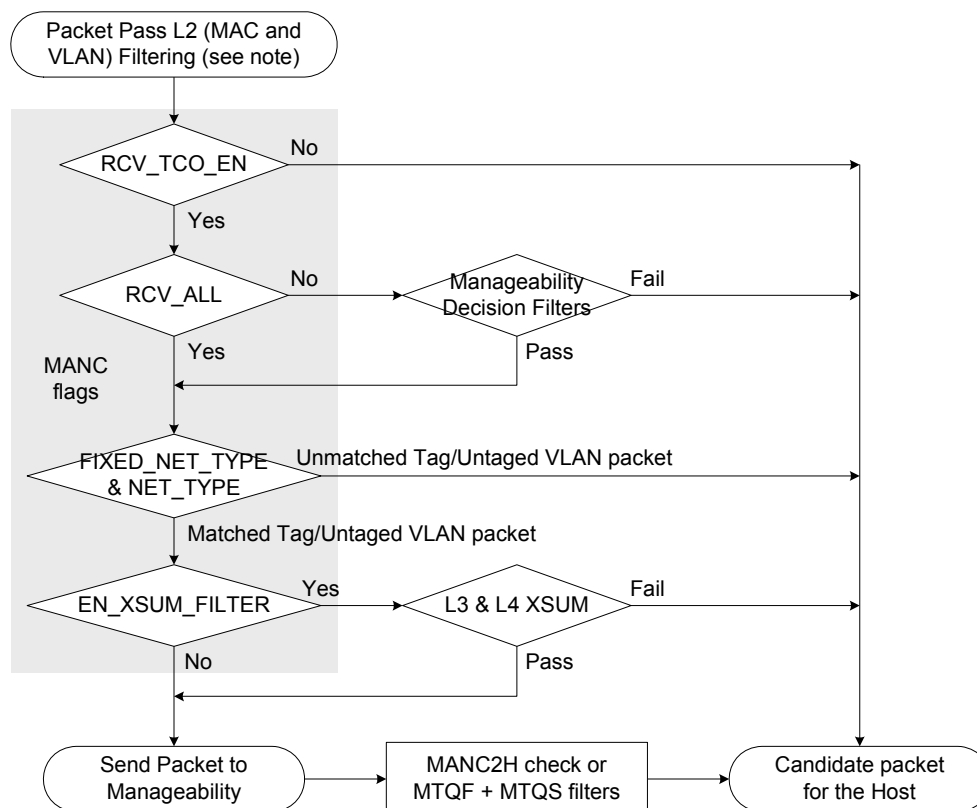 Packet Pass L2 (MAC and
VLAN) Filtering (see note)
RCV_TCO_EN
No
Yes
RCV_ALL
No
Manageability
Decision Filters
Fail
Yes
Pass
MANC
flags
FIXED_NET_TYPE
& NET_TYPE
Unmatched Tag/Untaged VLAN packet
Matched Tag/Untaged VLAN packet
EN_XSUM_FILTER
Yes
L3 & L4 XSUM
Fail
No
Pass
Send Packet to
Manageability
MANC2H check or
MTQF + MTQS filters
Candidate packet
for the Host